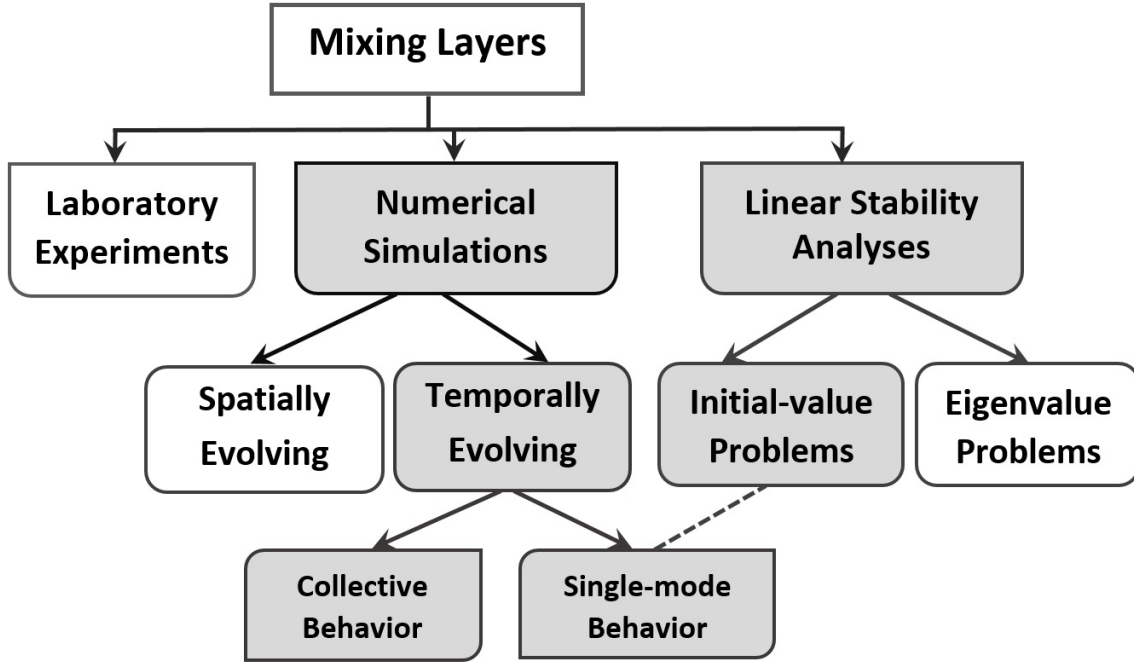 Mixing Layers
Laboratory
Experiments
Numerical
Simulations
Linear Stability
Analyses
Spatially
Evolving
Temporally
Evolving
Initial-value
Problems
Eigenvalue
Problems
Collective
Behavior
Single-mode
Behavior